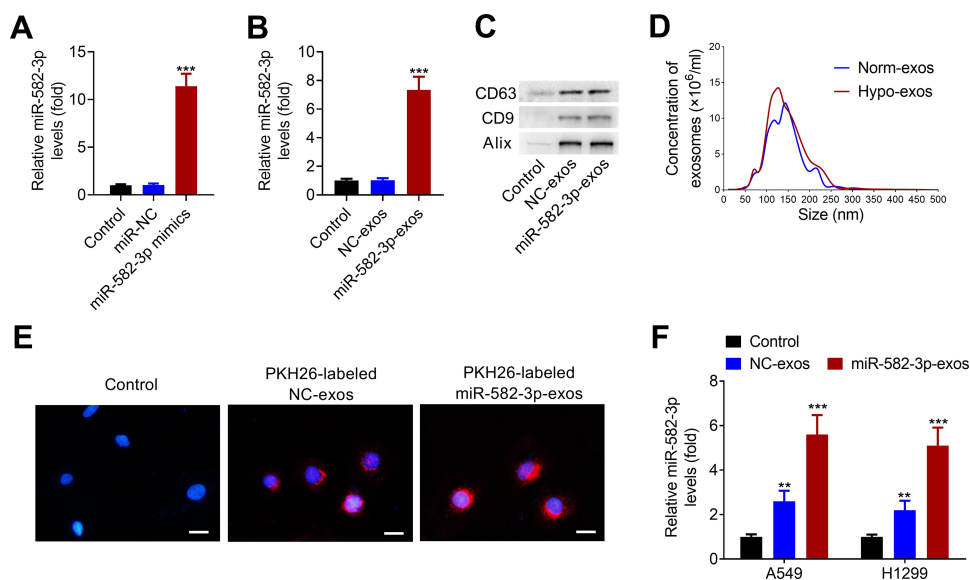 A
Relative miR-582-3p
levels (fold)
15
10
5
0
***
Control
miR-NC
miR-582-3p mimics
B
Relative miR-582-3p
levels (fold)
10
8
6
4
2
0
***
Control
NC-exos
miR-582-3p-exos
C
CD63
CD9
Alix
Control
NC-exos
miR-582-3p-exos
D
Concentration of
exosomes (×10⁶/ml)
20
15
10
5
0
Norm-exos
Hypo-exos
0 50 100 150 200 250 300 350 400 450 500
Size (nm)
E
Control
PKH26-labeled
NC-exos
PKH26-labeled
miR-582-3p-exos
F
Control
NC-exos
miR-582-3p-exos
Relative miR-582-3p
levels (fold)
8
6
4
2
0
**
***
**
***
A549
H1299